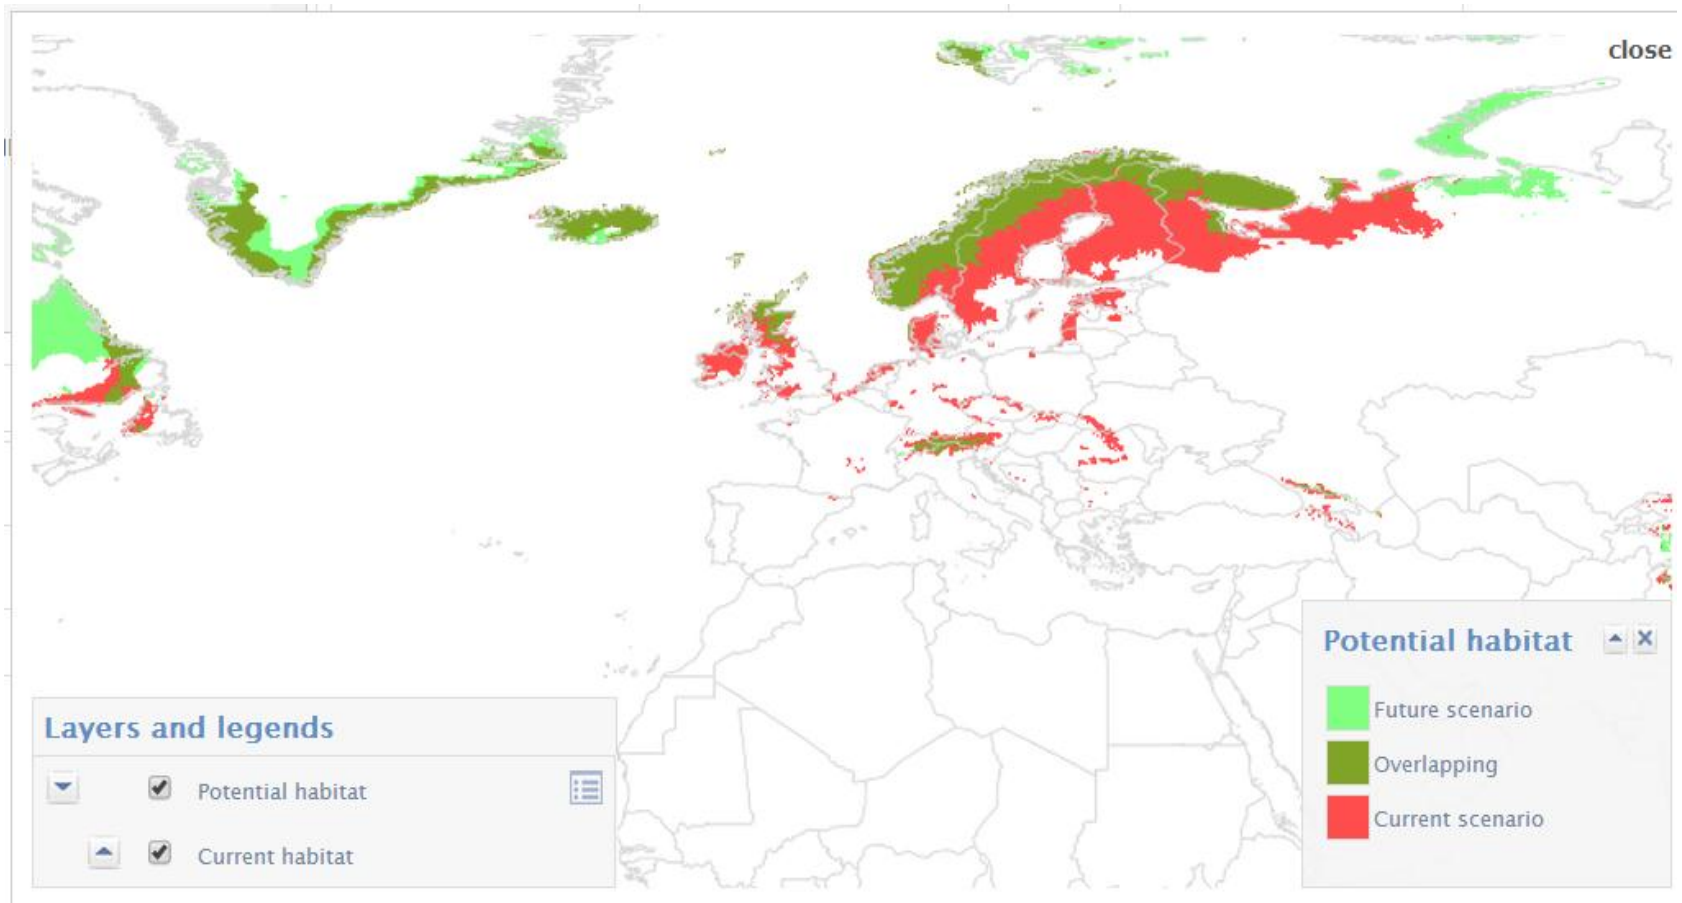 close
Potential habitat
Future scenario
Overlapping
Current scenario
Layers and legends
Potential habitat
Current habitat